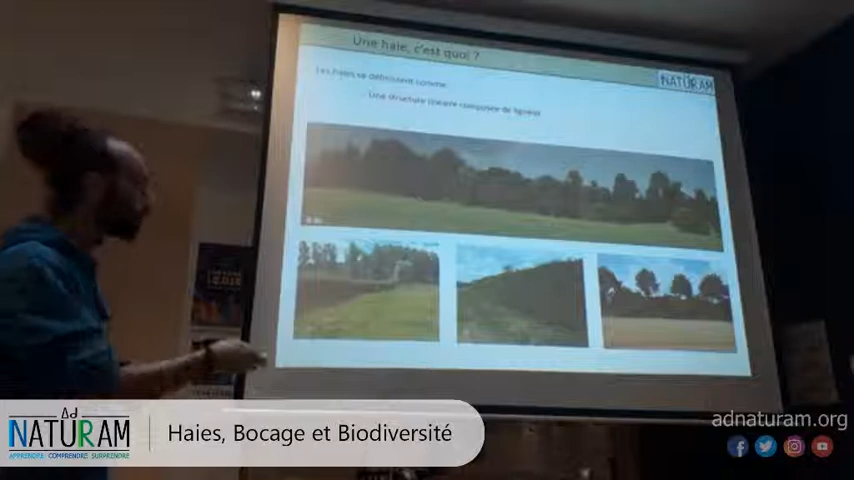 Une haie, c'est quoi ?
NATURAM
Les haies se définissent comme
Une structure linéaire composée de ligneux
Ad
NATURAM
APPRENDRE COMPRENDRE SURPRENDRE
Haies, Bocage et Biodiversité
adnaturam.org